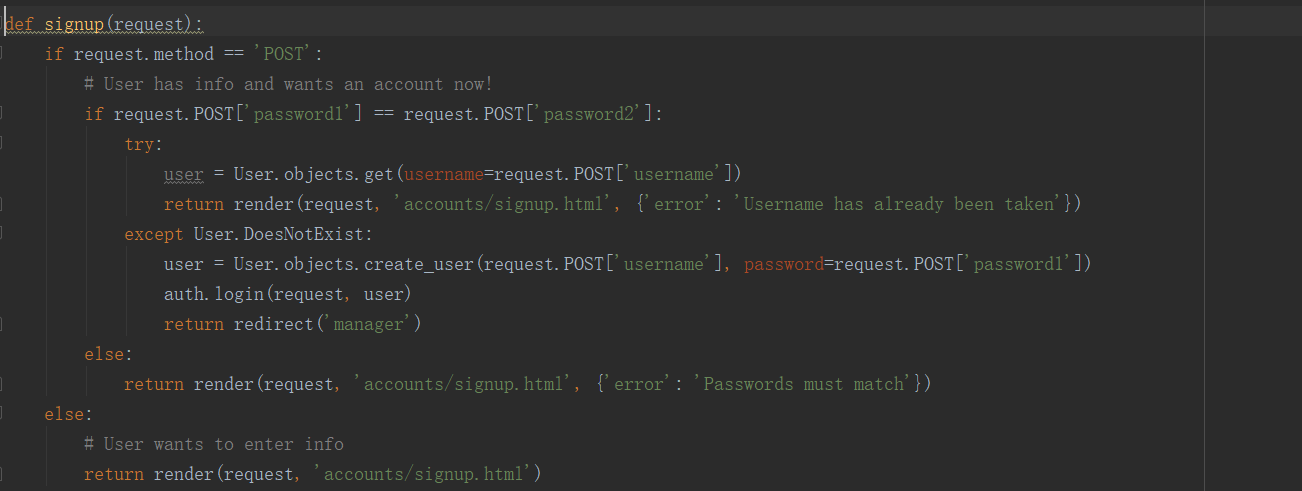 def signup(request):
    if request.method == 'POST':
        # User has info and wants an account now!
        if request.POST['password1'] == request.POST['password2']:
            try:
                user = User.objects.get(username=request.POST['username'])
                return render(request, 'accounts/signup.html', {'error': 'Username has already been taken'})
            except User.DoesNotExist:
                user = User.objects.create_user(request.POST['username'], password=request.POST['password1'])
                auth.login(request, user)
                return redirect('manager')
        else:
            return render(request, 'accounts/signup.html', {'error': 'Passwords must match'})
    else:
        # User wants to enter info
        return render(request, 'accounts/signup.html')